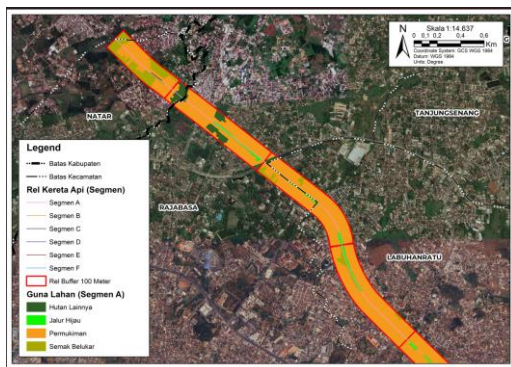 N
Skala 1:14.637
0 0,1 0,2 0,4 0,6
Km
Coordinate System: GCS WGS 1984
Datum: WGS 1984
Units: Degree
NATAR
TANJUNGSENANG
RAJABASA
LABUHANRATU
Legend
Batas Kabupaten
Batas Kecamatan
Rel Kereta Api (Segmen)
Segmen A
Segmen B
Segmen C
Segmen D
Segmen E
Segmen F
Rel Buffer 100 Meter
Guna Lahan (Segmen A)
Hutan Lainnya
Jalur Hijau
Permukiman
Semak Belukar